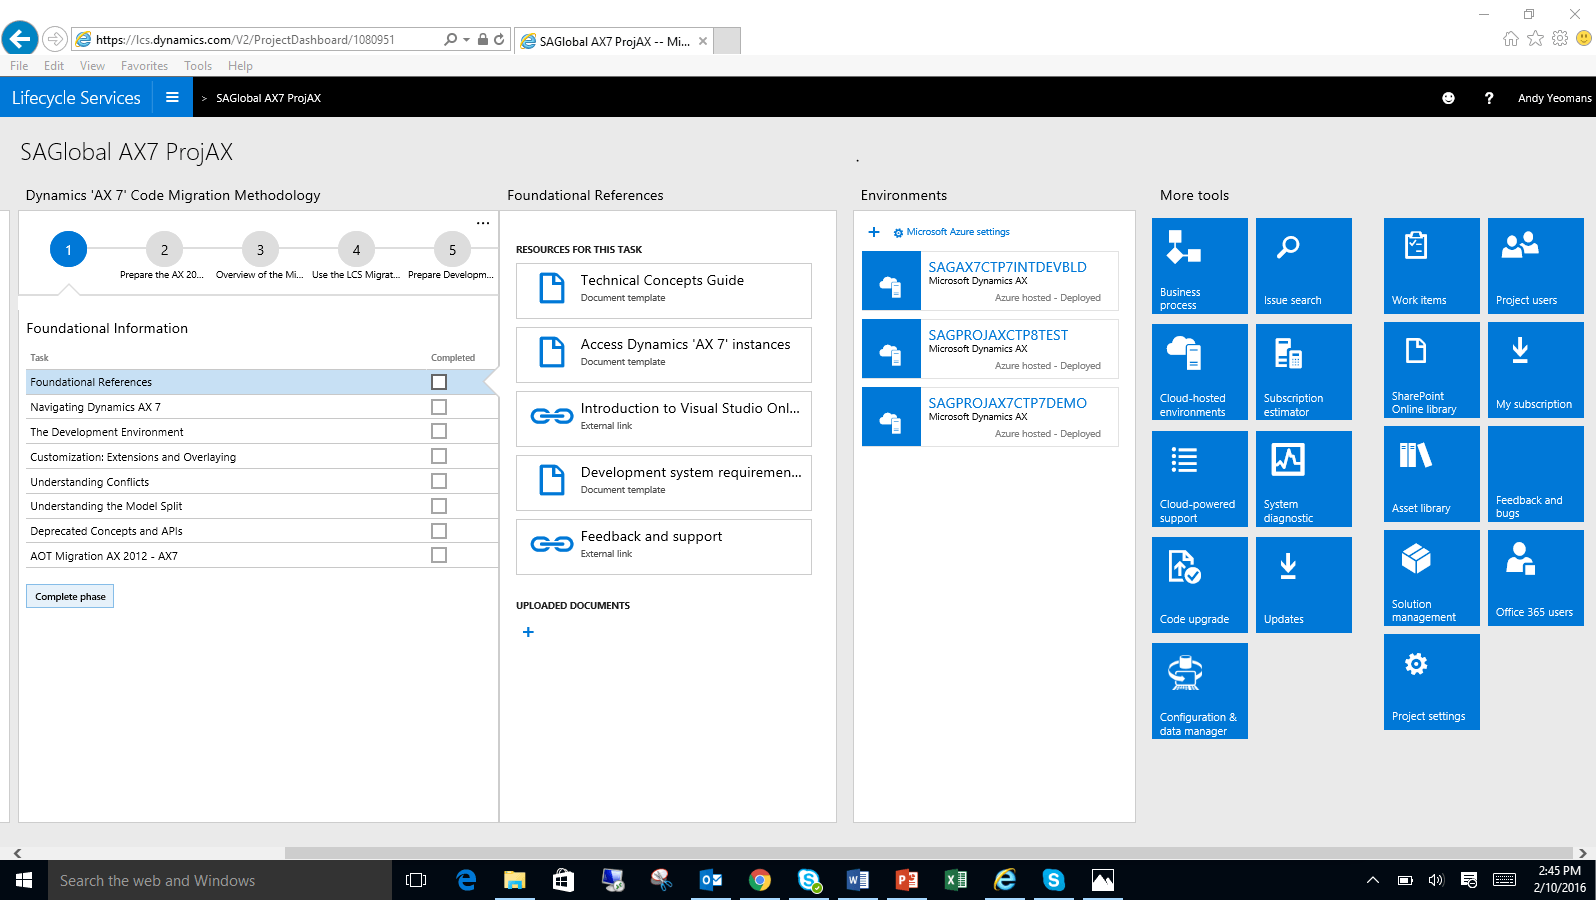 https://lcs.dynamics.com/V2/ProjectDashboard/1080951
SAGlobal AX7 ProjAX -- Mi...
File Edit View Favorites Tools Help
Lifecycle Services
> SAGlobal AX7 ProjAX
? Andy Yeomans
SAGlobal AX7 ProjAX
Dynamics 'AX 7' Code Migration Methodology
...
1 2 3 4 5
Prepare the AX 20... Overview of the Mi... Use the LCS Migrat... Prepare Developm...
Foundational Information
Task Completed
Foundational References
Navigating Dynamics AX 7
The Development Environment
Customization: Extensions and Overlaying
Understanding Conflicts
Understanding the Model Split
Deprecated Concepts and APIs
AOT Migration AX 2012 - AX7
Complete phase
Foundational References
RESOURCES FOR THIS TASK
Technical Concepts Guide
Document template
Access Dynamics 'AX 7' instances
Document template
Introduction to Visual Studio Onl...
External link
Development system requiremen...
Document template
Feedback and support
External link
UPLOADED DOCUMENTS
+
Environments
+ Microsoft Azure settings
SAGAX7CTP7INTDEVBLD
Microsoft Dynamics AX
Azure hosted - Deployed
SAGPROJAXCTP8TEST
Microsoft Dynamics AX
Azure hosted - Deployed
SAGPROJAX7CTP7DEMO
Microsoft Dynamics AX
Azure hosted - Deployed
More tools
Business
process
Issue search
Work items
Project users
Cloud-hosted
environments
Subscription
estimator
SharePoint
Online library
My subscription
Cloud-powered
support
System
diagnostic
Asset library
Feedback and
bugs
Code upgrade
Updates
Solution
management
Office 365 users
Configuration &
data manager
Project settings
Search the web and Windows
2:45 PM
2/10/2016